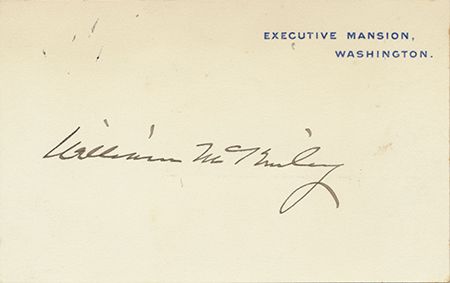 EXECUTIVE MANSION,
WASHINGTON.
William McKinley